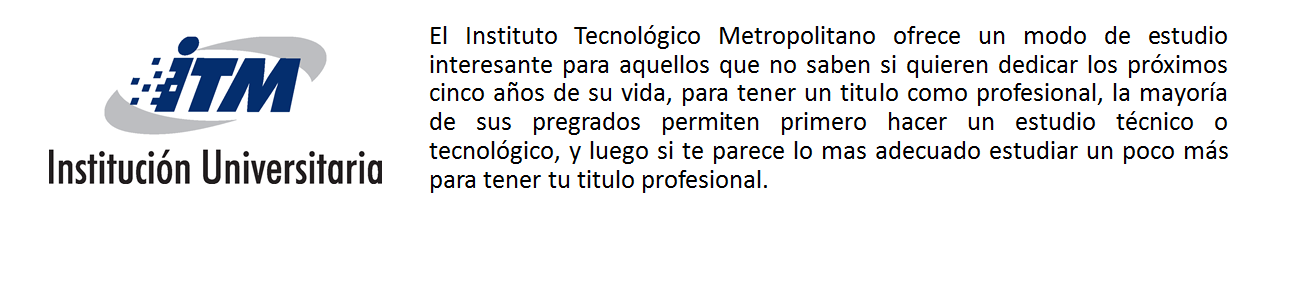 iTM
Institución Universitaria
El Instituto Tecnológico Metropolitano ofrece un modo de estudio
interesante para aquellos que no saben si quieren dedicar los próximos
cinco años de su vida, para tener un titulo como profesional, la mayoría
de sus pregrados permiten primero hacer un estudio técnico o
tecnológico, y luego si te parece lo mas adecuado estudiar un poco más
para tener tu titulo profesional.